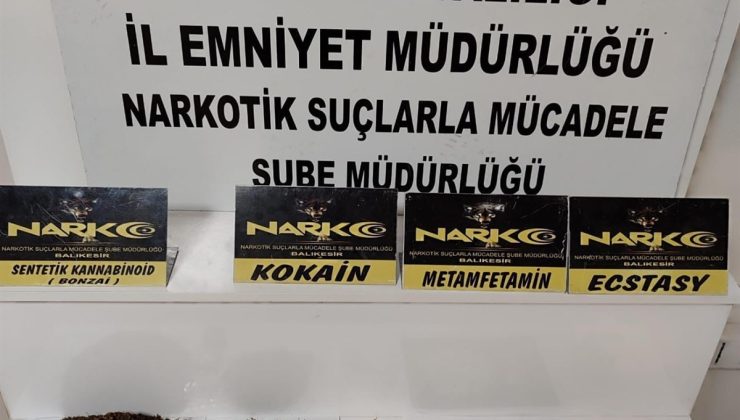 İL EMNİYET MÜDÜRLÜĞÜ
NARKOTİK SUÇLARLA MÜCADELE
ŞUBE MÜDÜRLÜĞÜ
NARKO
NARKOTİK SUÇLARLA MÜCADELE ŞUBE MÜDÜRLÜĞÜ
BALIKESİR
SENTETİK KANNABİNOİD
( BONZAİ )
NARKO
NARKOTİK SUÇLARLA MÜCADELE ŞUBE MÜDÜRLÜĞÜ
BALIKESİR
KOKAİN
NARKO
NARKOTİK SUÇLARLA MÜCADELE ŞUBE MÜDÜRLÜĞÜ
BALIKESİR
METAMFETAMİN
NARKO
NARKOTİK SUÇLARLA MÜCADELE ŞUBE MÜDÜRLÜĞÜ
BALIKESİR
ECSTASY